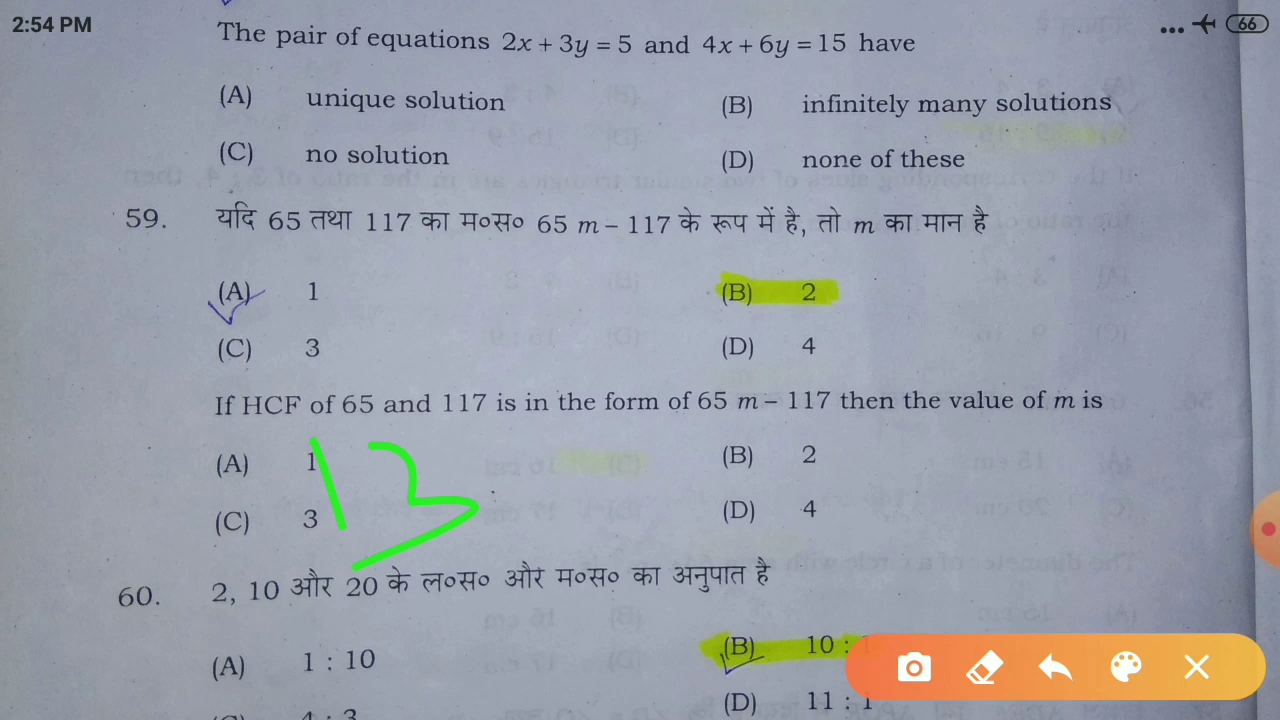 2:54 PM
66
The pair of equations 2x + 3y = 5 and 4x + 6y = 15 have
(A) unique solution (B) infinitely many solutions
(C) no solution (D) none of these
59. यदि 65 तथा 117 का म०स० 65 m – 117 के रूप में है, तो m का मान है
(A) 1 (B) 2
(C) 3 (D) 4
If HCF of 65 and 117 is in the form of 65 m – 117 then the value of m is
(A) 1 (B) 2
(C) 3 (D) 4
13
60. 2, 10 और 20 के ल०स० और म०स० का अनुपात है
(A) 1 : 10 (B) 10 :
(D) 11 : 1
4 : 3